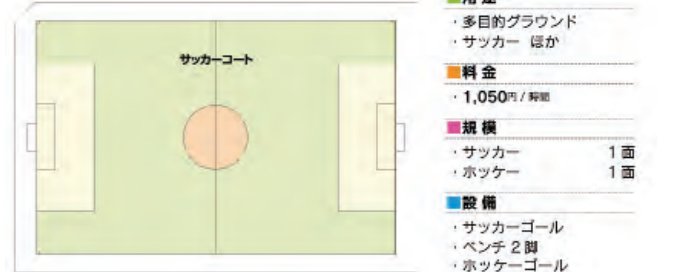 サッカーコート
■用途
・多目的グラウンド
・サッカー ほか
■料金
・1,050円/時間
■規模
・サッカー 1面
・ホッケー 1面
■設備
・サッカーゴール
・ベンチ2脚
・ホッケーゴール